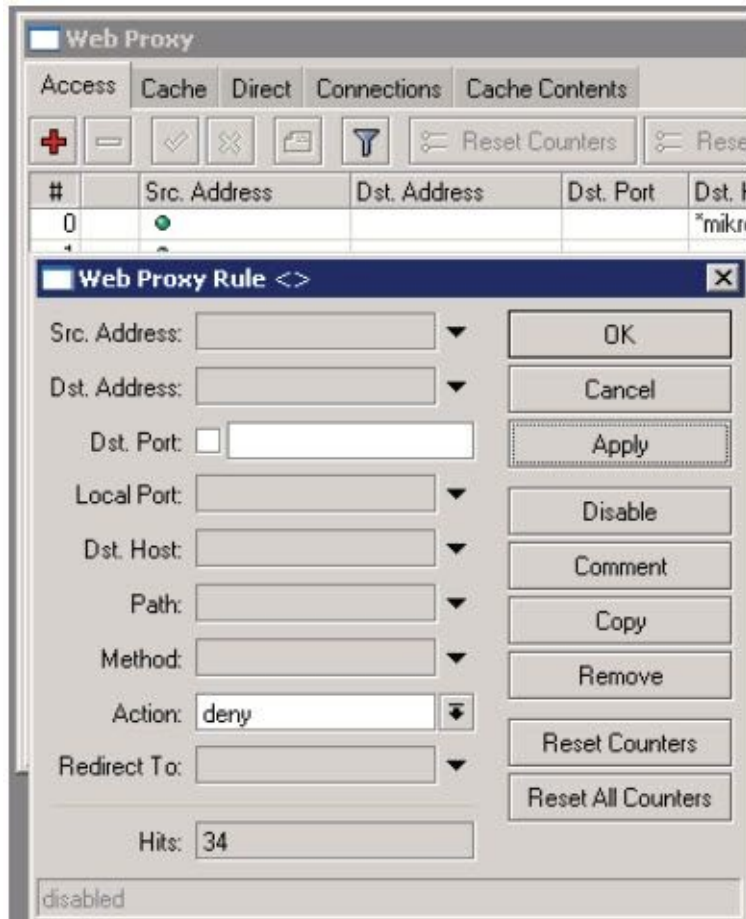 Web Proxy
Access Cache Direct Connections Cache Contents
Reset Counters
# Src. Address Dst. Address Dst. Port Dst.
0 "mikr
Web Proxy Rule <>
Src. Address: OK
Dst. Address: Cancel
Dst. Port: Apply
Local Port: Disable
Dst. Host: Comment
Path: Copy
Method: Remove
Action: deny
Redirect To: Reset Counters
Reset All Counters
Hits: 34
disabled